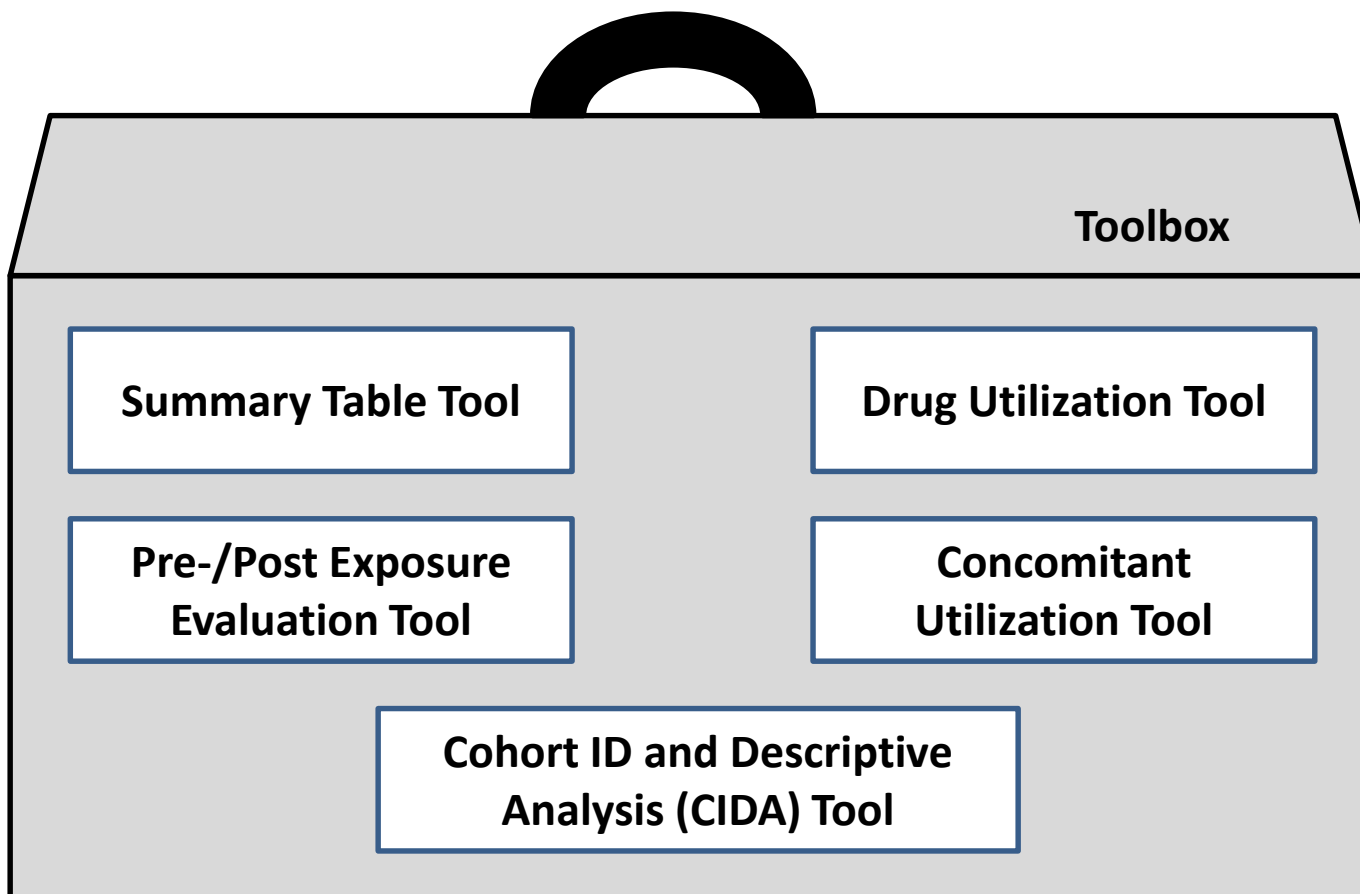 Toolbox
Summary Table Tool
Drug Utilization Tool
Pre-/Post Exposure
Evaluation Tool
Concomitant
Utilization Tool
Cohort ID and Descriptive
Analysis (CIDA) Tool